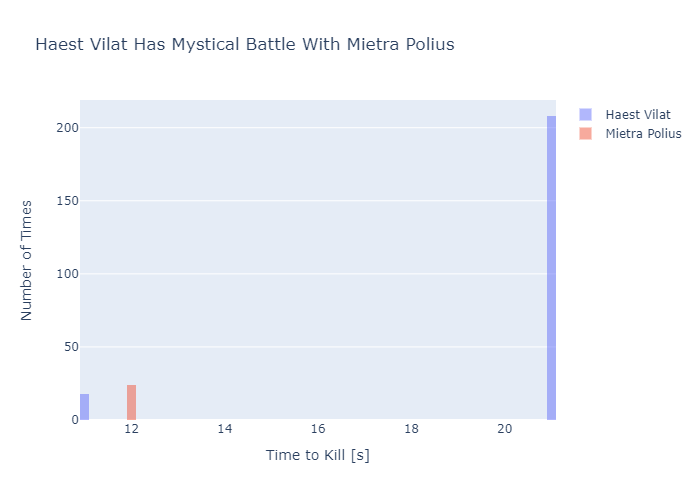 Haest Vilat Has Mystical Battle With Mietra Polius
Haest Vilat
Mietra Polius
Number of Times
200
150
100
50
0
12 14 16 18 20
Time to Kill [s]